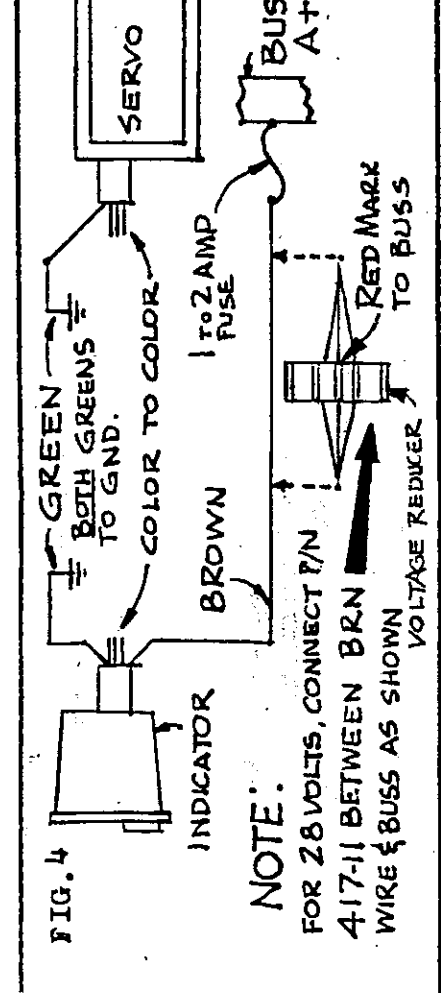 FIG. 4
INDICATOR
GREEN
BOTH GREENS
TO GND.
COLOR TO COLOR
SERVO
BROWN
1 TO 2 AMP
FUSE
BUS
A+
NOTE:
FOR 28 VOLTS, CONNECT P/N
417-11 BETWEEN BRN
WIRE & BUSS AS SHOWN
VOLTAGE REDUCER
RED MARK
TO BUSS